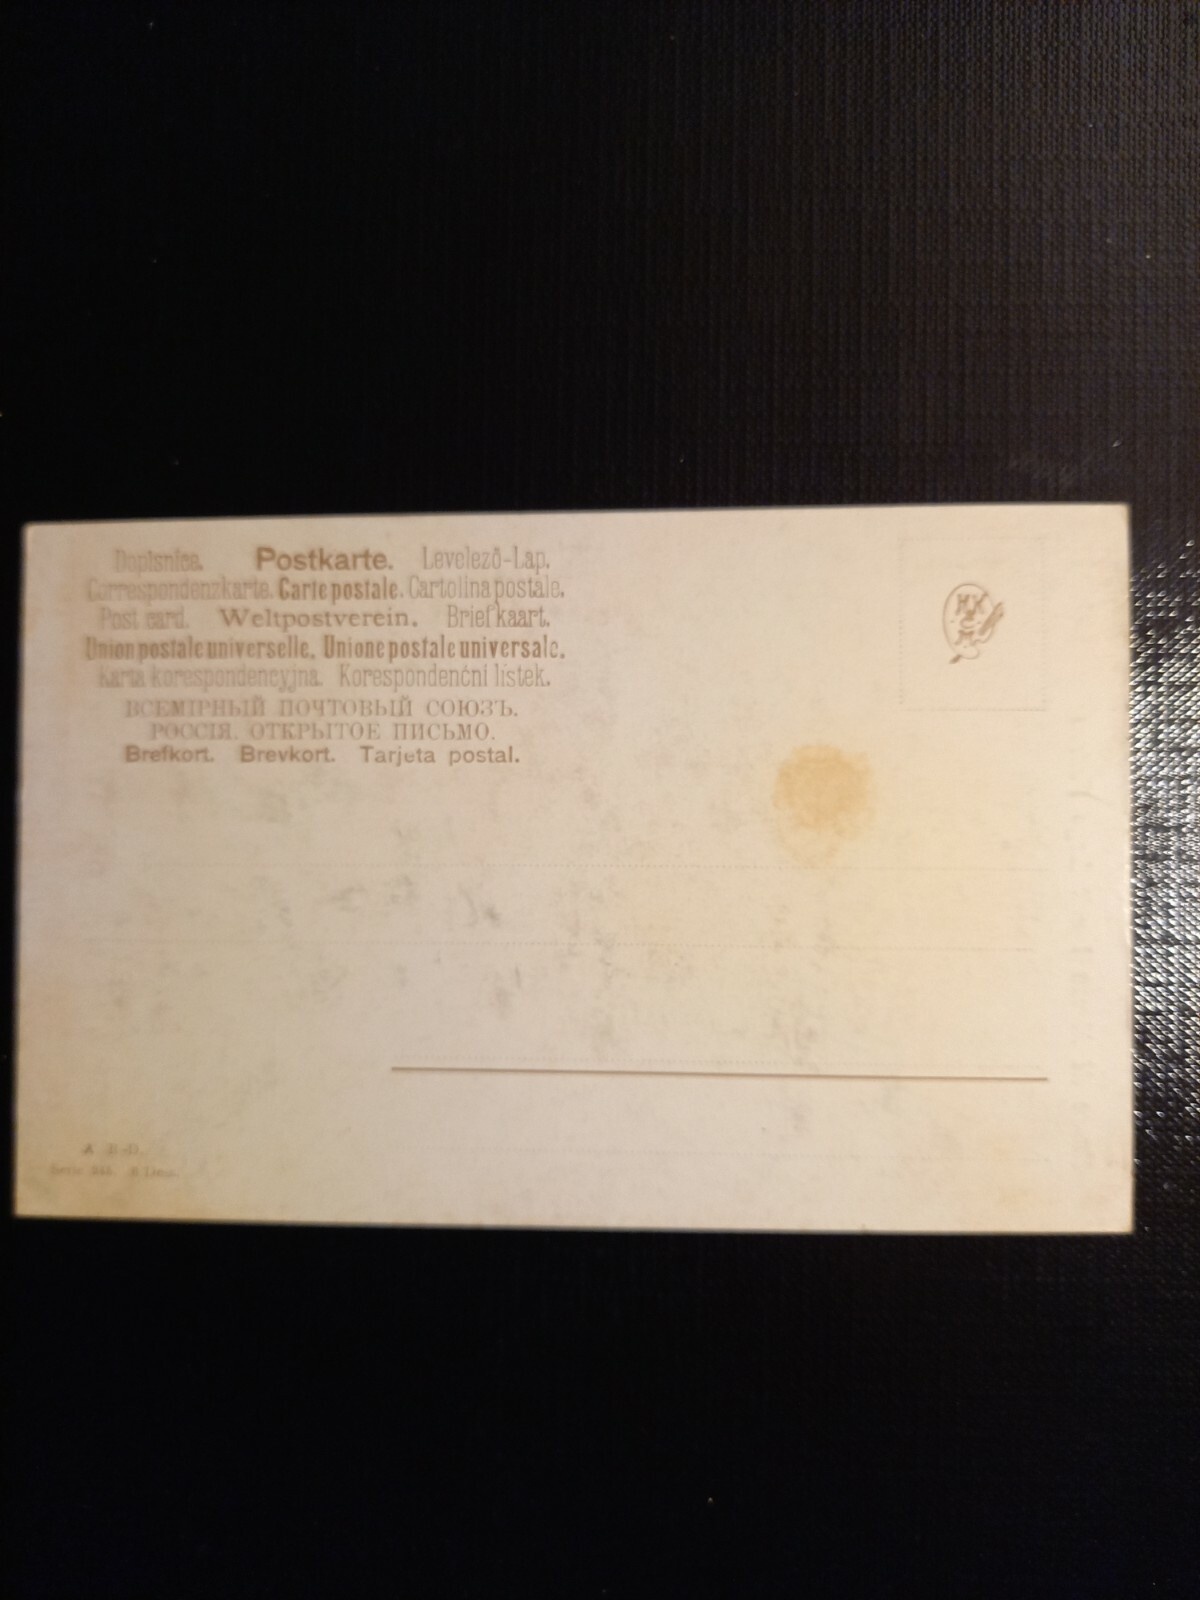 Dopisnica. Postkarte. Levelező-Lap.
Correspondenzkarte. Carte postale. Cartolina postale.
Post card. Weltpostverein. Briefkaart.
Union postale universelle. Unione postale universale.
Karta korespondencyjna. Korespondenční lístek.
ВСЕМІРНЫЙ ПОЧТОВЫЙ СОЮЗЪ.
РОССІЯ. ОТКРЫТОЕ ПИСЬМО.
Brefkort. Brevkort. Tarjeta postal.
Serie